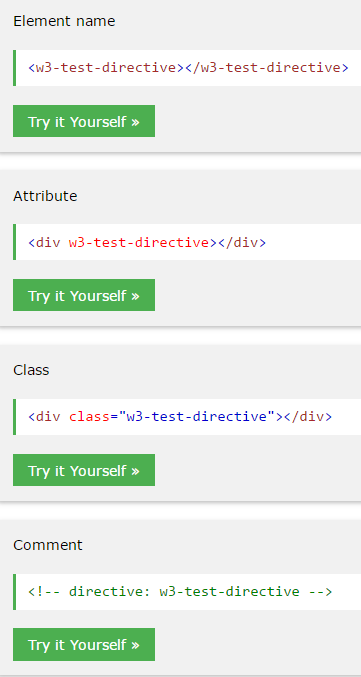 Element name
<w3-test-directive></w3-test-directive>
Try it Yourself »
Attribute
<div w3-test-directive></div>
Try it Yourself »
Class
<div class="w3-test-directive"></div>
Try it Yourself »
Comment
<!-- directive: w3-test-directive -->
Try it Yourself »